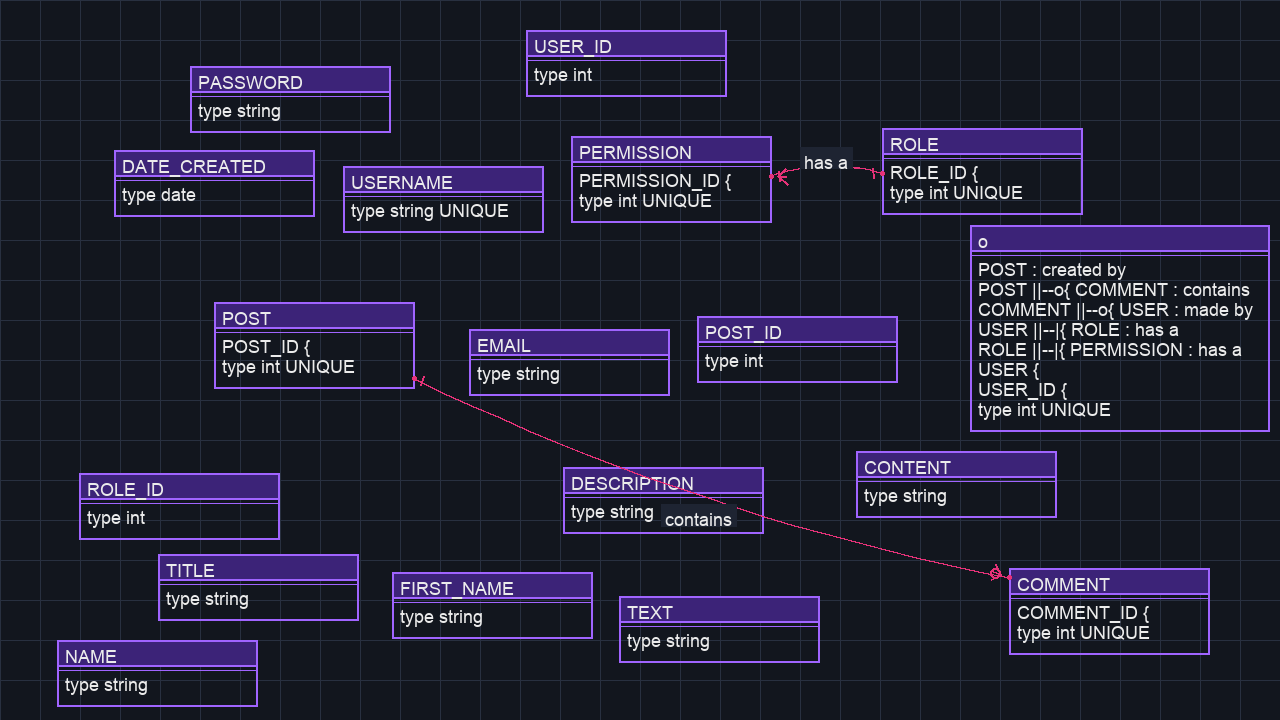 USER_ID
type int
PASSWORD
type string
DATE_CREATED
type date
USERNAME
type string UNIQUE
PERMISSION
PERMISSION_ID {
type int UNIQUE
has a
ROLE
ROLE_ID {
type int UNIQUE
o
POST : created by
POST ||--o{ COMMENT : contains
COMMENT ||--o{ USER : made by
USER ||--|{ ROLE : has a
ROLE ||--|{ PERMISSION : has a
USER {
USER_ID {
type int UNIQUE
POST
POST_ID {
type int UNIQUE
EMAIL
type string
POST_ID
type int
ROLE_ID
type int
DESCRIPTION
type string
contains
CONTENT
type string
TITLE
type string
FIRST_NAME
type string
TEXT
type string
COMMENT
COMMENT_ID {
type int UNIQUE
NAME
type string